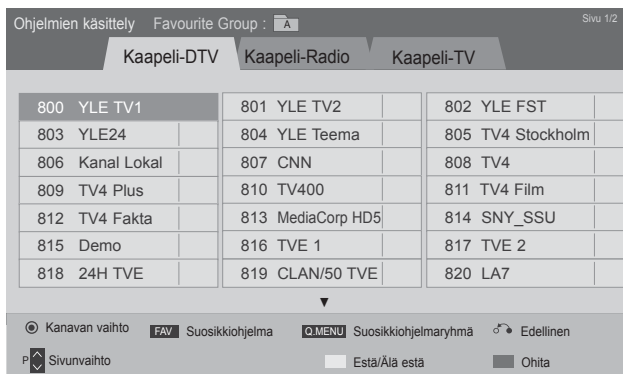 Ohjelmien käsittely Favourite Group : A Sivu 1/2
Kaapeli-DTV Kaapeli-Radio Kaapeli-TV
800 YLE TV1 801 YLE TV2 802 YLE FST
803 YLE24 804 YLE Teema 805 TV4 Stockholm
806 Kanal Lokal 807 CNN 808 TV4
809 TV4 Plus 810 TV400 811 TV4 Film
812 TV4 Fakta 813 MediaCorp HD5 814 SNY_SSU
815 Demo 816 TVE 1 817 TVE 2
818 24H TVE 819 CLAN/50 TVE 820 LA7
Kanavan vaihto FAV Suosikkiohjelma Q.MENU Suosikkiohjelmaryhmä Edellinen
P Sivunvaihto Estä/Älä estä Ohita